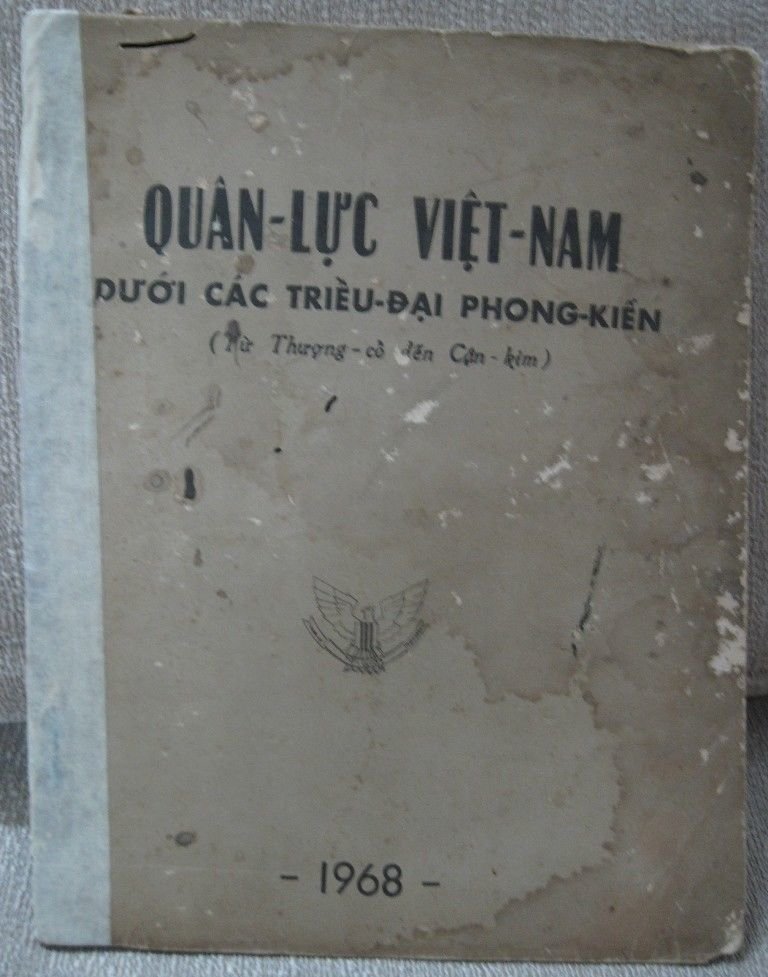 QUÂN-LỰC VIỆT-NAM
DƯỚI CÁC TRIỀU-ĐẠI PHONG-KIẾN
(Từ Thượng-cổ đến Cận-kim)
- 1968 -